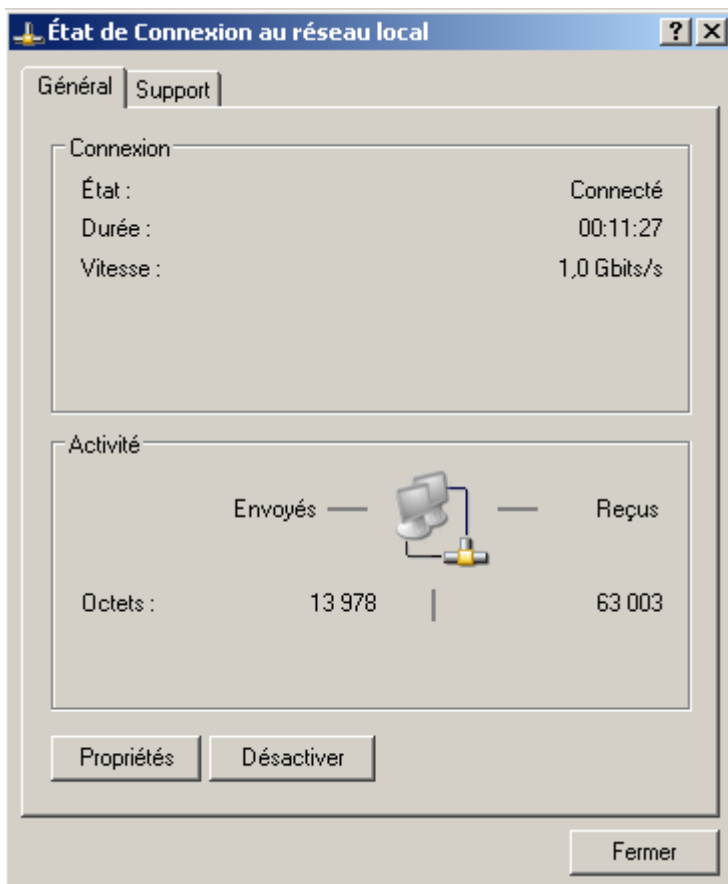 État de Connexion au réseau local
Général Support
Connexion
État : Connecté
Durée : 00:11:27
Vitesse : 1,0 Gbits/s
Activité
Envoyés Reçus
Octets : 13 978 63 003
Propriétés Désactiver
Fermer